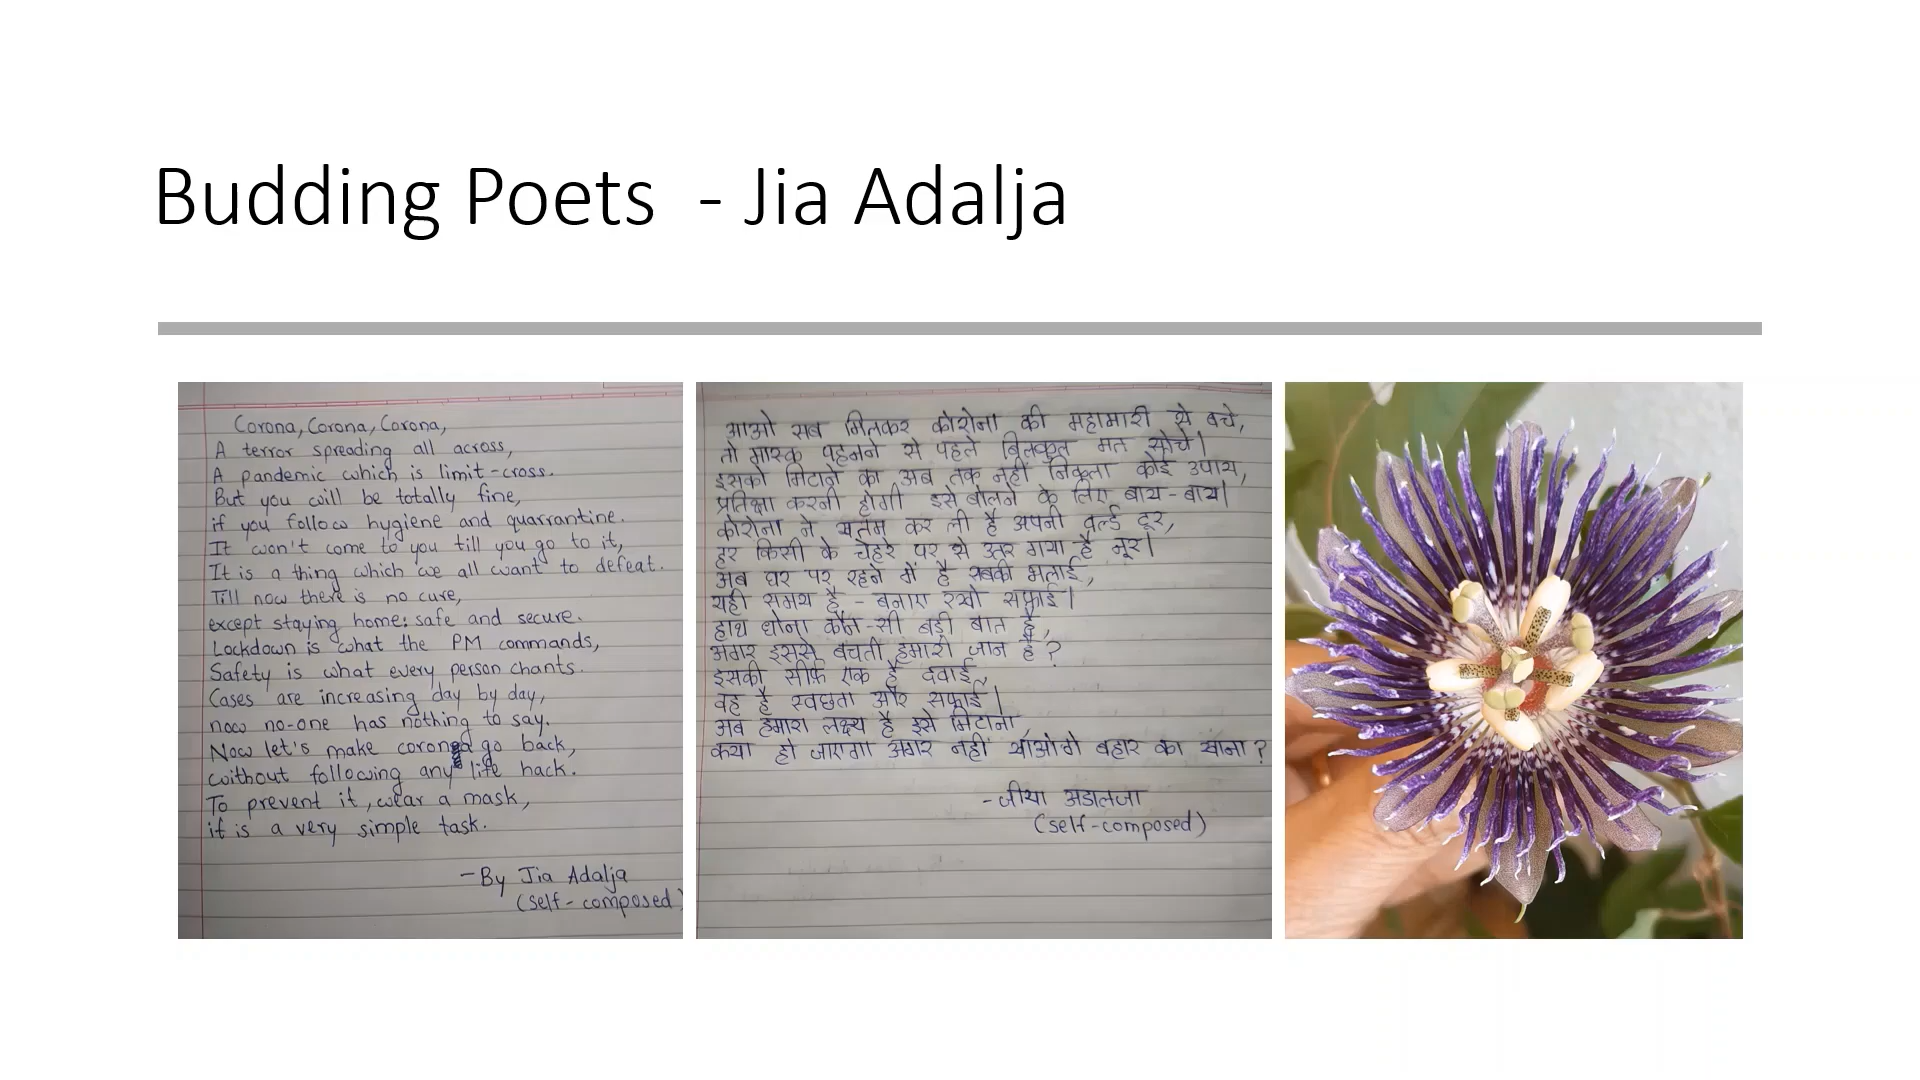 Budding Poets - Jia Adalja
Corona, Corona, Corona,
A terror spreading all across,
A pandemic which is limit-cross.
But you will be totally fine,
if you follow hygiene and quarrantine.
It won't come to you till you go to it,
It is a thing which we all want to defeat.
Till now there is no cure,
except staying home: safe and secure.
Lockdown is what the PM commands,
Safety is what every person chants.
Cases are increasing day by day,
now no-one has nothing to say.
Now let's make corona go back,
without following any life hack.
To prevent it, wear a mask,
it is a very simple task.
- By Jia Adalja
(self-composed)
आओ सब मिलकर कोरोना की महामारी से बचे,
तो मास्क पहनने से पहले बिलकुल मत सोचे।
इसको मिटाने का अब तक नहीं निकला कोई उपाय,
प्रतिक्षा करनी होगी इसे बोलने के लिए बाय-बाय।
कोरोना ने खत्म कर ली है अपनी वर्ल्ड टूर,
हर किसी के चेहरे पर से उतर गया है नूर।
अब घर पर रहने में है सबकी भलाई,
यही समय है - बनाए रखो सफ़ाई।
हाथ धोना कौन-सी बड़ी बात है,
अगर इससे बचती हमारी जान है?
इसकी सीर्फ़ एक है दवाई,
वह है स्वछता और सफ़ाई।
अब हमारा लक्ष्य है इसे मिटाना
क्या हो जाएगा अगर नहीं खाओगे बहार का खाना?
- जीया अडालजा
(self-composed)